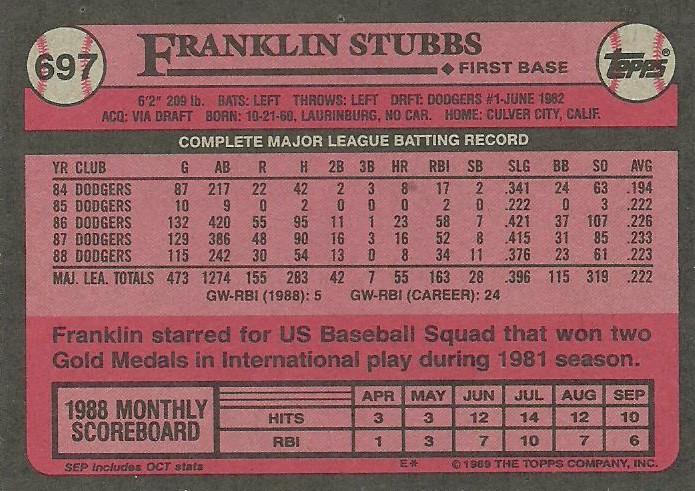 697
FRANKLIN STUBBS
FIRST BASE
TOPPS®
6'2" 209 lb. BATS: LEFT THROWS: LEFT DRFT: DODGERS #1-JUNE 1982
ACQ: VIA DRAFT BORN: 10-21-60, LAURINBURG, NO CAR. HOME: CULVER CITY, CALIF.
COMPLETE MAJOR LEAGUE BATTING RECORD
YR CLUB G AB R H 2B 3B HR RBI SB SLG BB SO AVG
84 DODGERS 87 217 22 42 2 3 8 17 2 .341 24 63 .194
85 DODGERS 10 9 0 2 0 0 0 2 0 .222 0 3 .222
86 DODGERS 132 420 55 95 11 1 23 58 7 .421 37 107 .226
87 DODGERS 129 386 48 90 16 3 16 52 8 .415 31 85 .233
88 DODGERS 115 242 30 54 13 0 8 34 11 .376 23 61 .223
MAJ. LEA. TOTALS 473 1274 155 283 42 7 55 163 28 .396 115 319 .222
GW-RBI (1988): 5 GW-RBI (CAREER): 24
Franklin starred for US Baseball Squad that won two
Gold Medals in International play during 1981 season.
1988 MONTHLY
SCOREBOARD
APR MAY JUN JUL AUG SEP
HITS 3 3 12 14 12 10
RBI 1 3 7 10 7 6
SEP includes OCT stats
E* © 1989 THE TOPPS COMPANY, INC.